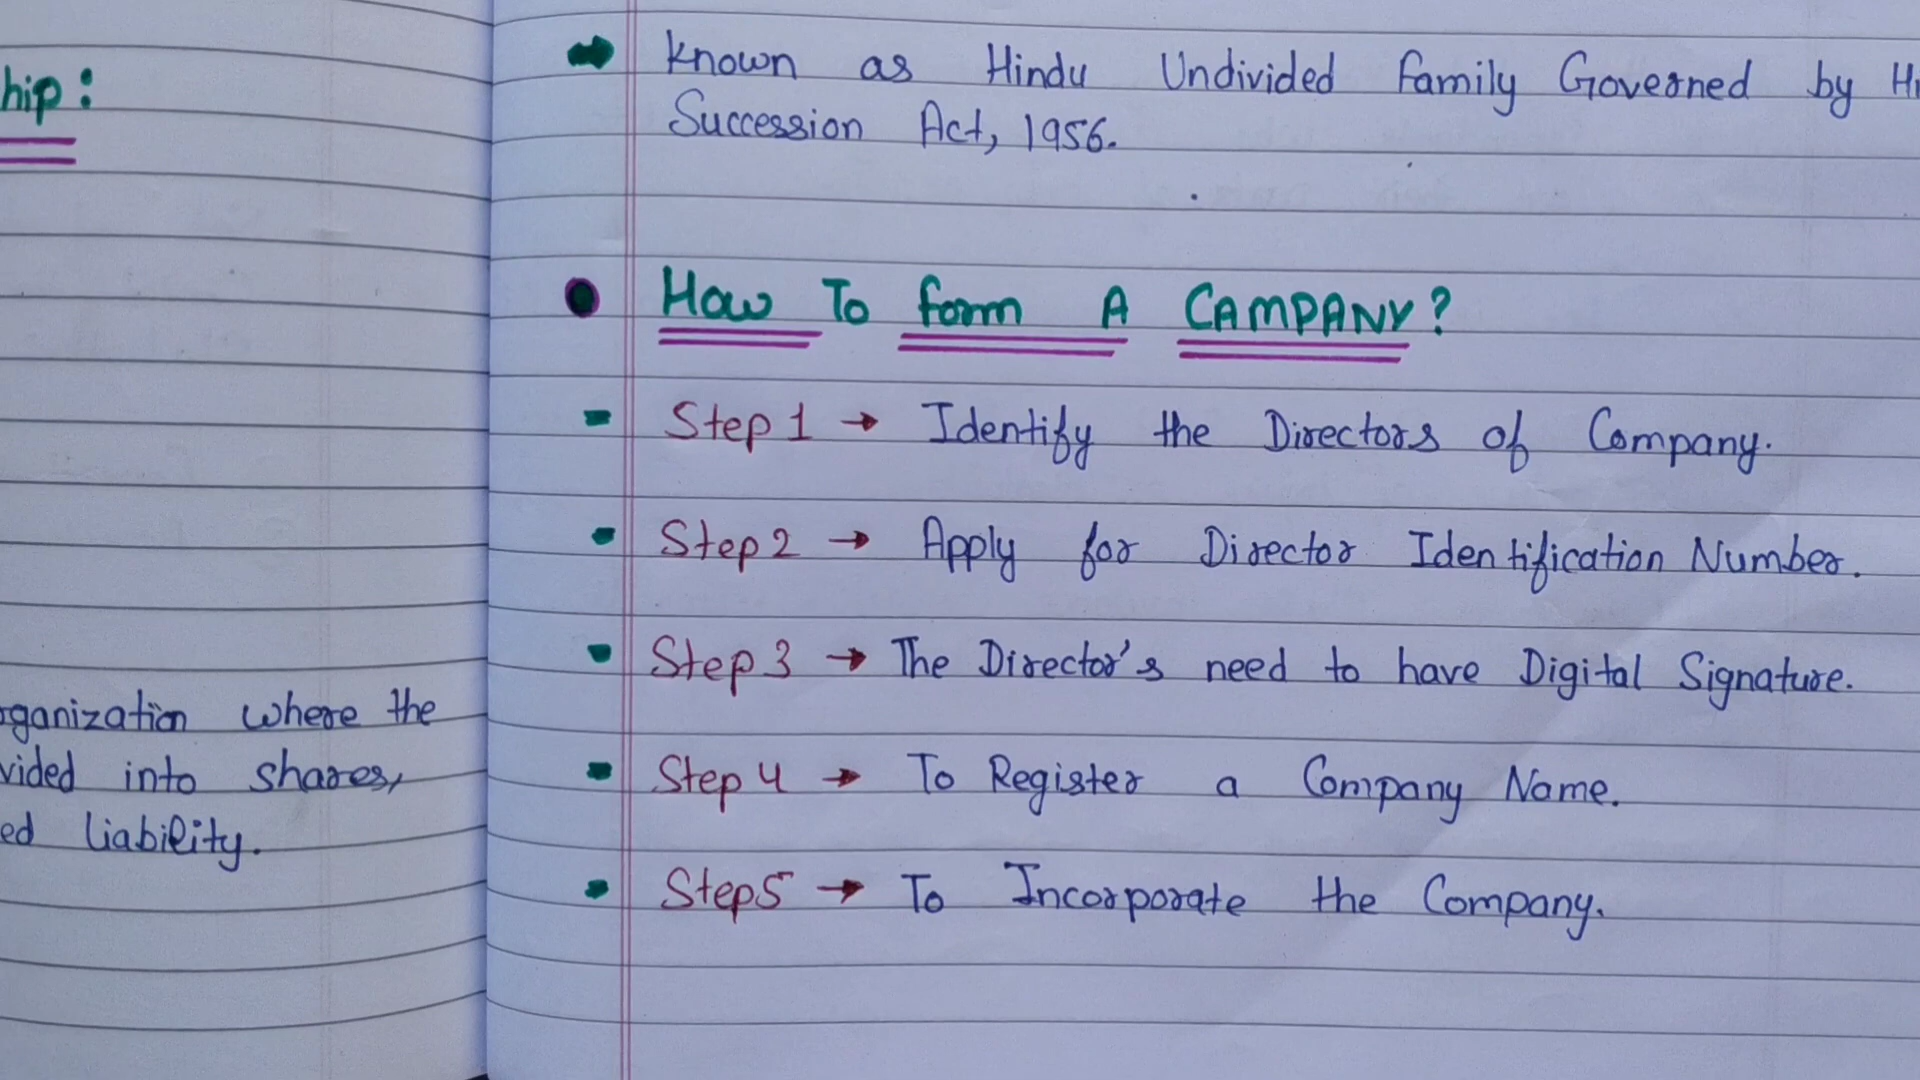 hip:
rganization where the
vided into shares,
ed liability.
Known as Hindu Undivided Family Governed by
Succession Act, 1956.
How To Form A CAMPANY?
Step 1 → Identify the Directors of Company.
Step 2 → Apply for Director Identification Number.
Step 3 → The Director's need to have Digital Signature.
Step 4 → To Register a Company Name.
Step 5 → To Incorporate the Company.